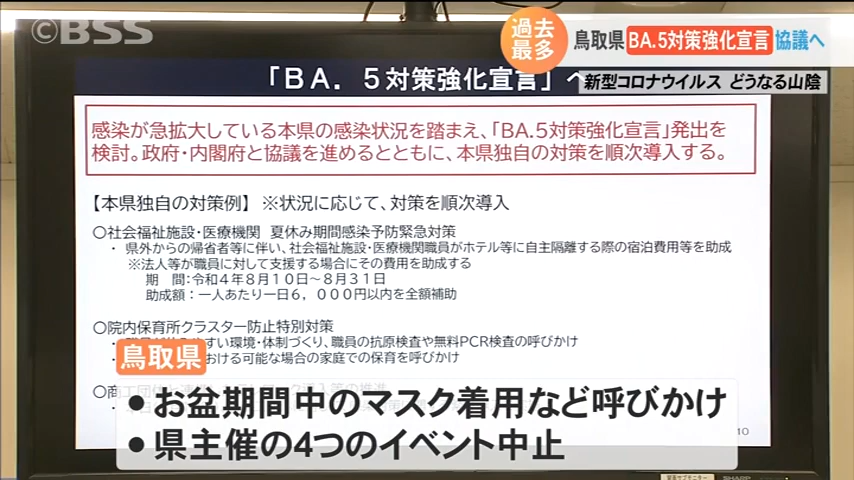 ©BSS
過去
最多
鳥取県 BA.5対策強化宣言 協議へ
新型コロナウイルス どうなる山陰
「BA．5対策強化宣言」へ
感染が急拡大している本県の感染状況を踏まえ、「BA.5対策強化宣言」発出を
検討。政府・内閣府と協議を進めるとともに、本県独自の対策を順次導入する。
【本県独自の対策例】 ※状況に応じて、対策を順次導入
〇社会福祉施設・医療機関 夏休み期間感染予防緊急対策
・ 県外からの帰省者等に伴い、社会福祉施設・医療機関職員がホテル等に自主隔離する際の宿泊費用等を助成
※法人等が職員に対して支援する場合にその費用を助成する
期 間：令和４年８月１０日～８月３１日
助成額：一人あたり一日６，０００円以内を全額補助
〇院内保育所クラスター防止特別対策
やすい環境・体制づくり、職員の抗原検査や無料PCR検査の呼びかけ
おける可能な場合の家庭での保育を呼びかけ
鳥取県
●お盆期間中のマスク着用など呼びかけ
●県主催の4つのイベント中止
10
SHARP